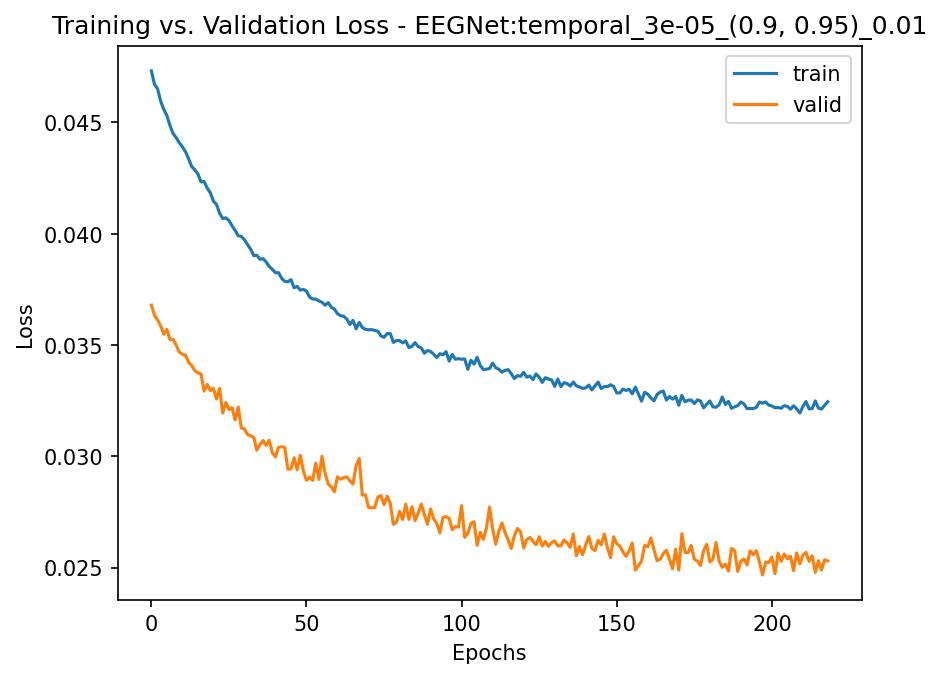 Training vs. Validation Loss - EEGNet:temporal_3e-05_(0.9, 0.95)_0.01
train
valid
0.045
0.040
0.035
0.030
0.025
Loss
0 50 100 150 200
Epochs